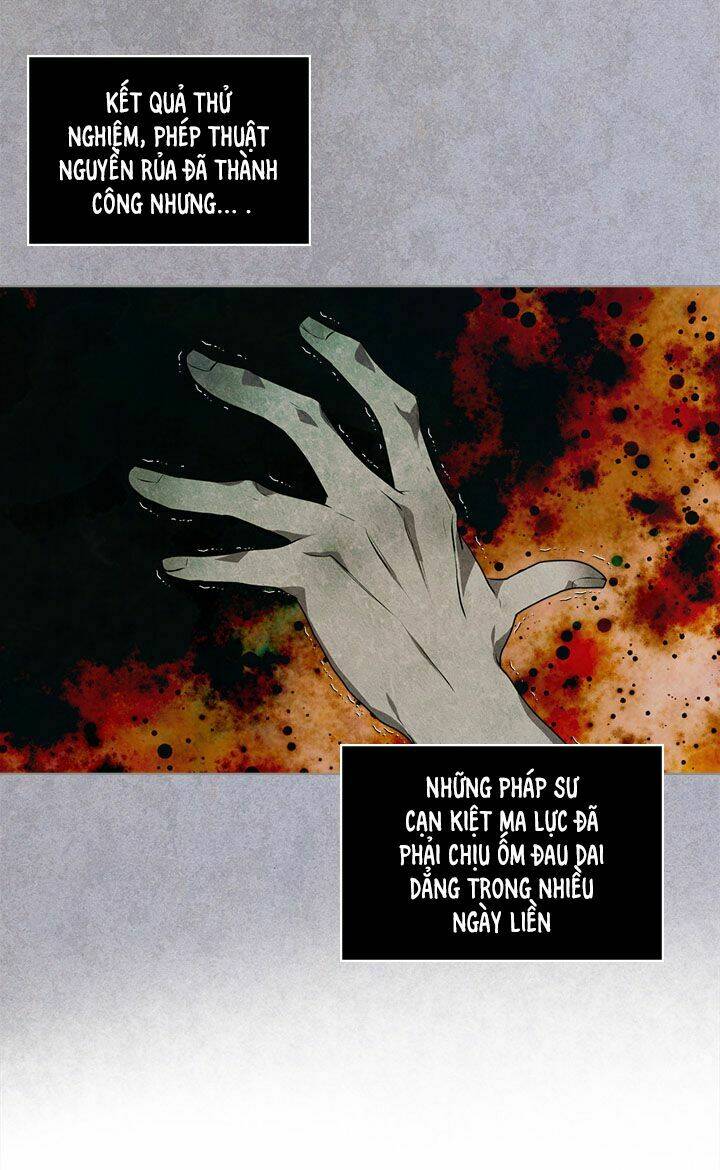 KẾT QUẢ THỬ
NGHIỆM, PHÉP THUẬT
NGUYỀN RỦA ĐÃ THÀNH
CÔNG NHƯNG... .
NHỮNG PHÁP SƯ
CẠN KIỆT MA LỰC ĐÃ
PHẢI CHỊU ỐM ĐAU DAI
DẲNG TRONG NHIỀU
NGÀY LIỀN